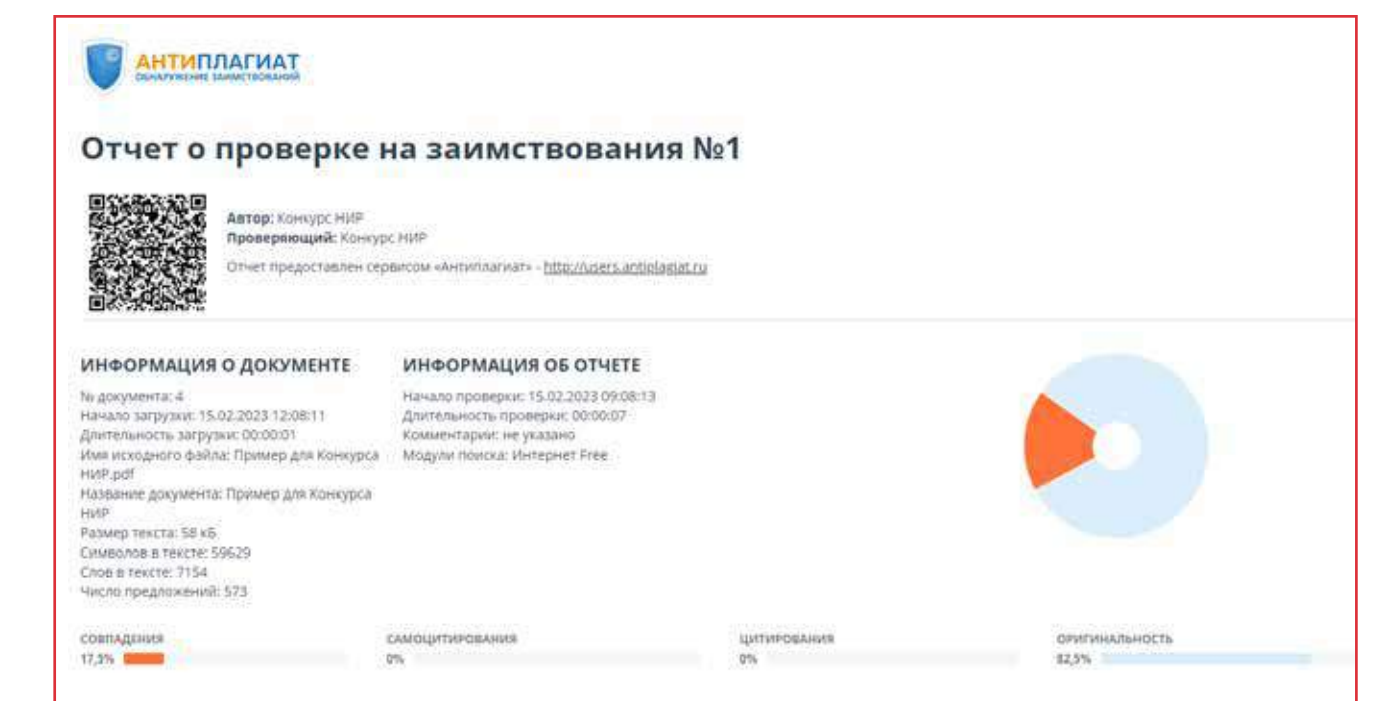 АНТИПЛАГИАТ
ОБНАРУЖЕНИЕ ЗАИМСТВОВАНИЙ
Отчет о проверке на заимствования №1
Автор: Конкурс НИР
Проверяющий: Конкурс НИР
Отчет предоставлен сервисом «Антиплагиат» - http://users.antiplagiat.ru
ИНФОРМАЦИЯ О ДОКУМЕНТЕ
№ документа: 4
Начало загрузки: 15.02.2023 12:08:11
Длительность загрузки: 00:00:01
Имя исходного файла: Пример для Конкурса
НИР.pdf
Название документа: Пример для Конкурса
НИР
Размер текста: 58 кБ
Символов в тексте: 59629
Слов в тексте: 7154
Число предложений: 573
ИНФОРМАЦИЯ ОБ ОТЧЕТЕ
Начало проверки: 15.02.2023 09:08:13
Длительность проверки: 00:00:07
Комментарии: не указано
Модули поиска: Интернет Free
СОВПАДЕНИЯ
17,5%
САМОЦИТИРОВАНИЯ
0%
ЦИТИРОВАНИЯ
0%
ОРИГИНАЛЬНОСТЬ
82,5%